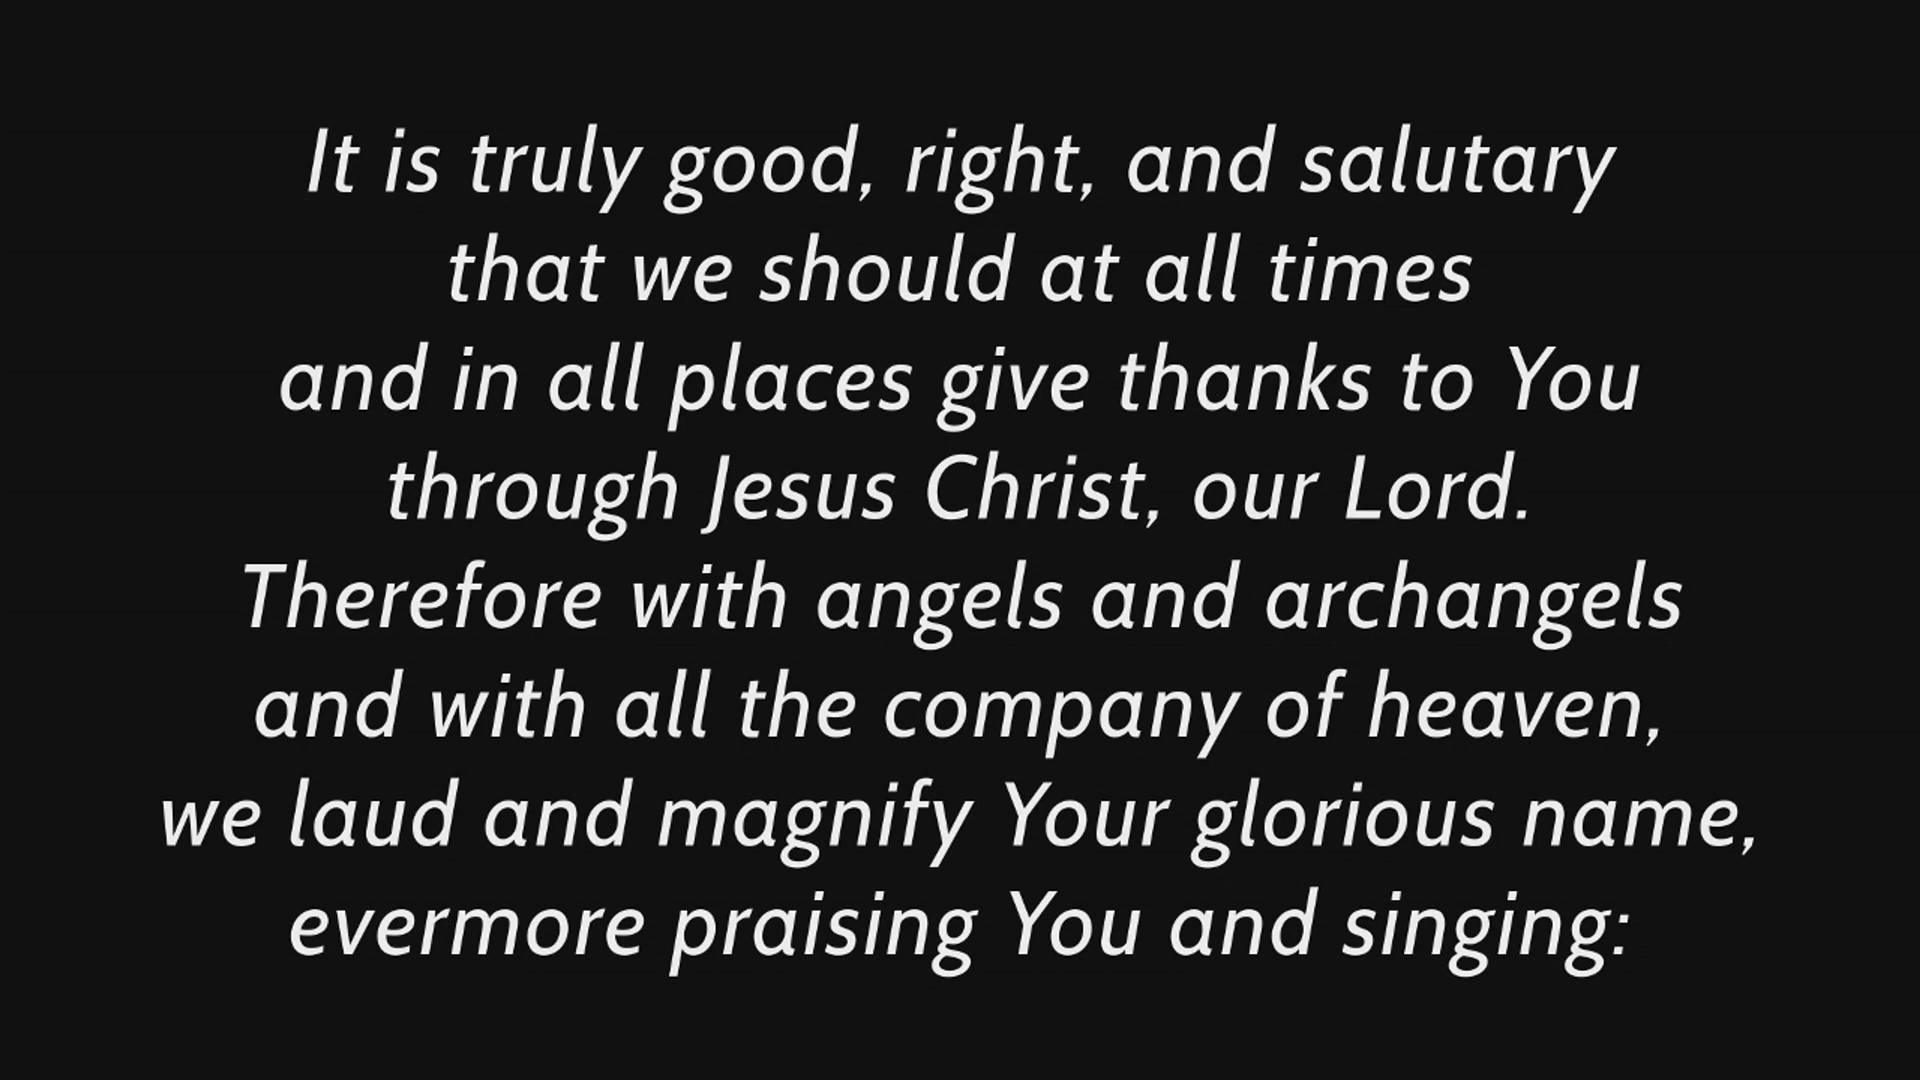 It is truly good, right, and salutary
that we should at all times
and in all places give thanks to You
through Jesus Christ, our Lord.
Therefore with angels and archangels
and with all the company of heaven,
we laud and magnify Your glorious name,
evermore praising You and singing: